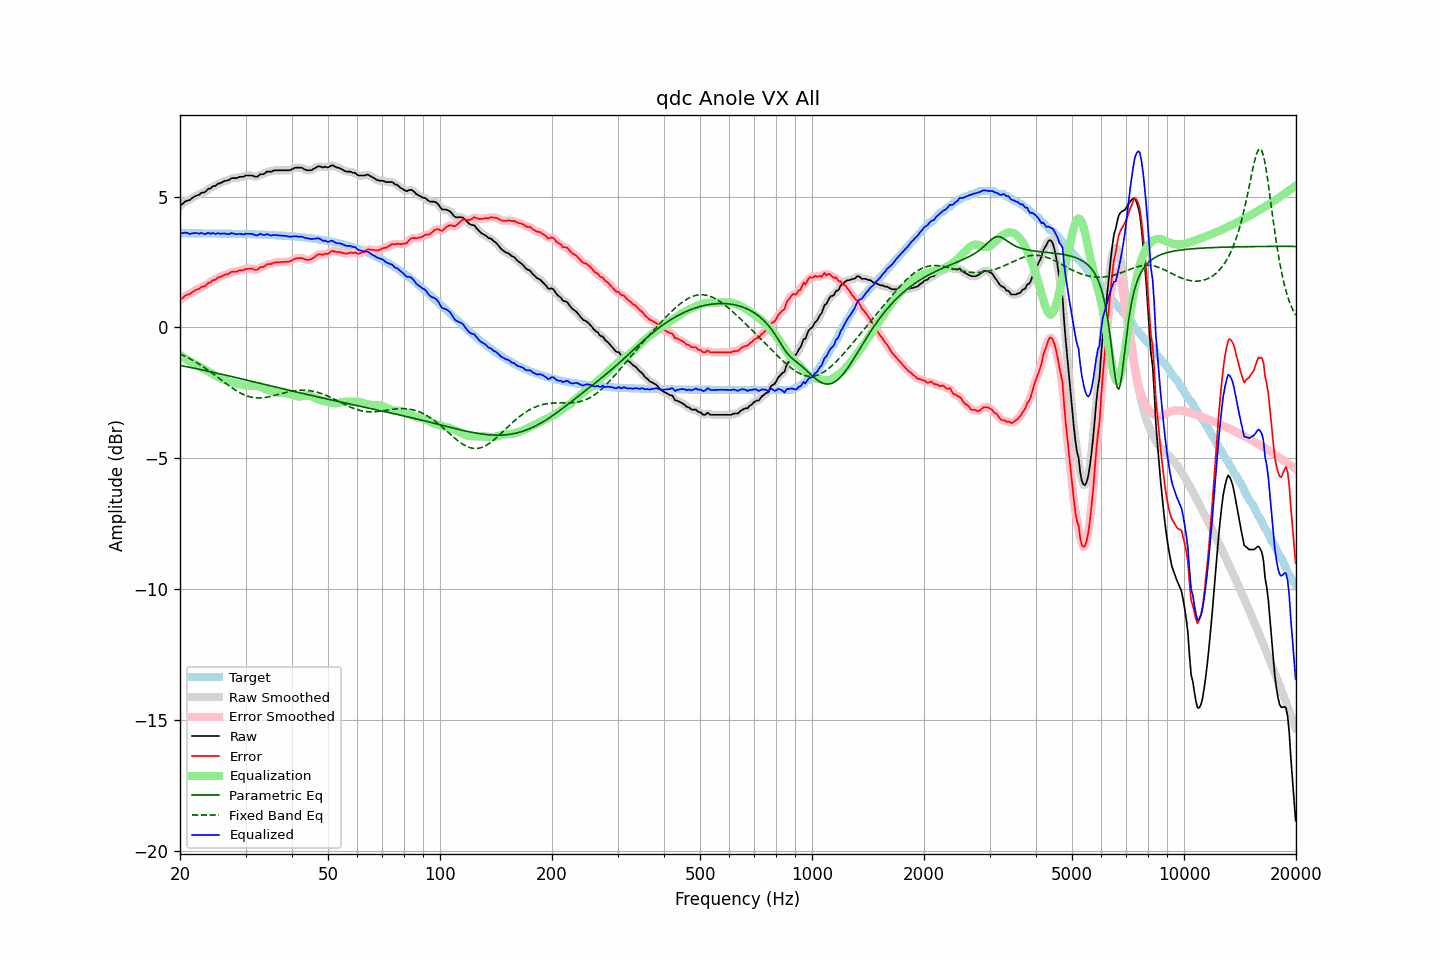 qdc Anole VX All
Amplitude (dBr)
5
0
−5
−10
−15
−20
Target
Raw Smoothed
Error Smoothed
Raw
Error
Equalization
Parametric Eq
Fixed Band Eq
Equalized
20 50 100 200 500 1000 2000 5000 10000 20000
Frequency (Hz)